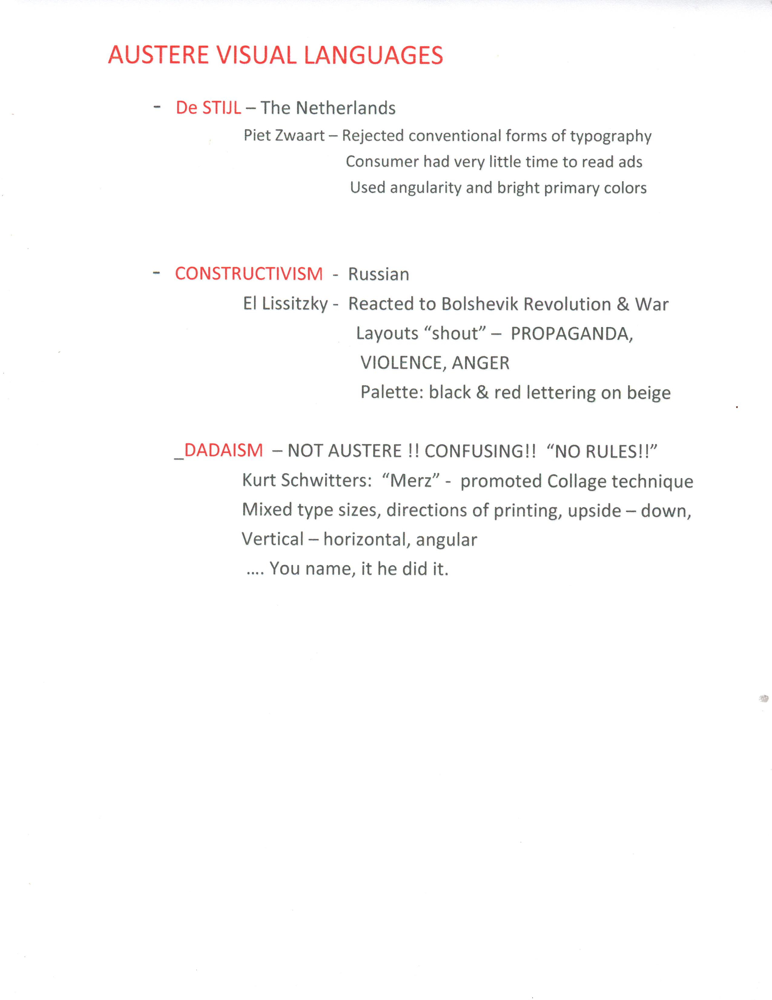 AUSTERE VISUAL LANGUAGES
- De STIJL – The Netherlands
Piet Zwaart – Rejected conventional forms of typography
Consumer had very little time to read ads
Used angularity and bright primary colors
- CONSTRUCTIVISM - Russian
El Lissitzky - Reacted to Bolshevik Revolution & War
Layouts “shout” – PROPAGANDA,
VIOLENCE, ANGER
Palette: black & red lettering on beige
_DADAISM – NOT AUSTERE !! CONFUSING!! “NO RULES!!”
Kurt Schwitters: “Merz” - promoted Collage technique
Mixed type sizes, directions of printing, upside – down,
Vertical – horizontal, angular
.... You name, it he did it.